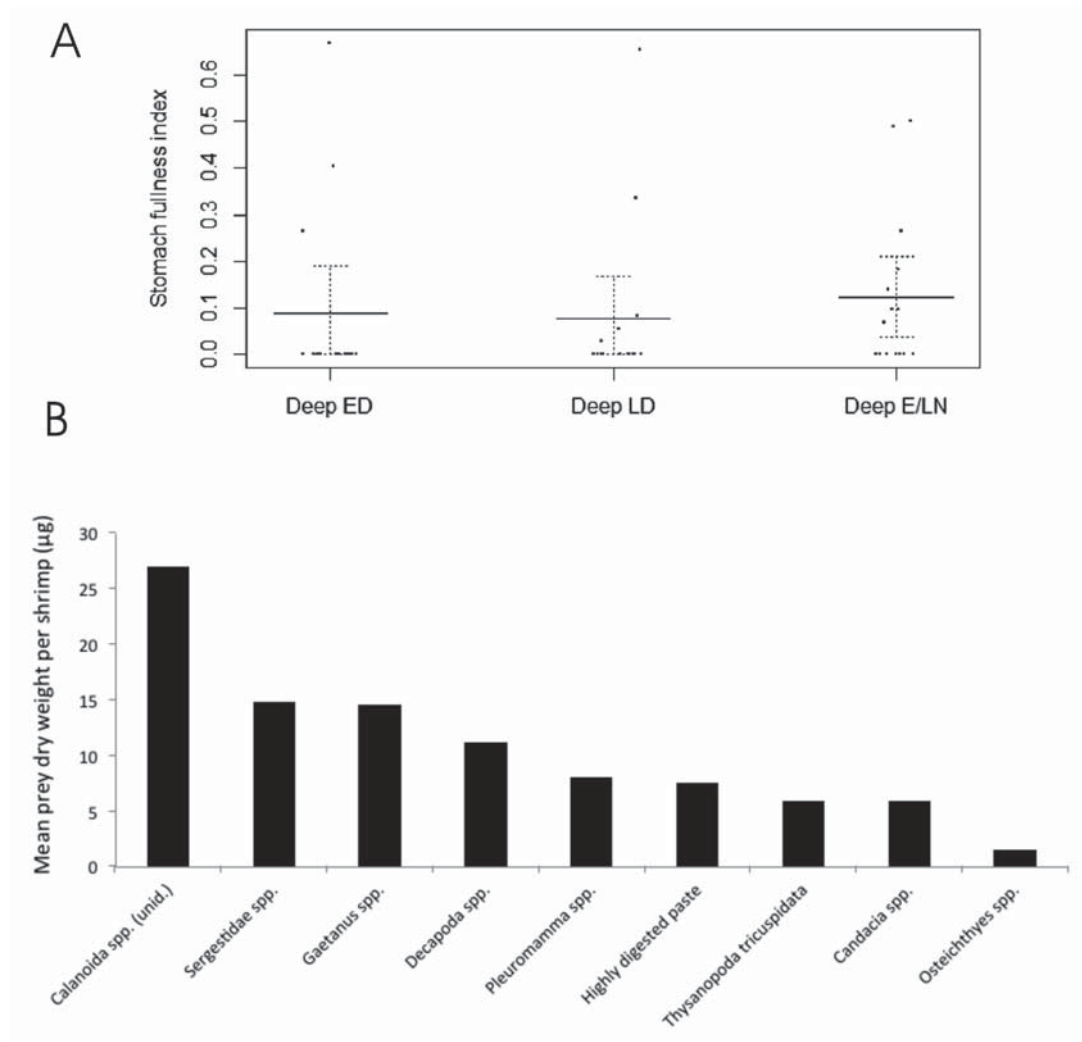 A
Stomach fullness index
0.6
0.5
0.4
0.3
0.2
0.1
0.0
Deep ED
Deep LD
Deep E/LN
B
Mean prey dry weight per shrimp (µg)
30
25
20
15
10
5
0
Calanoida spp. (unid.)
Sergestidae spp.
Gaetanus spp.
Decapoda spp.
Pleuromamma spp.
Highly digested paste
Thysanopoda tricuspidata
Candacia spp.
Osteichthyes spp.